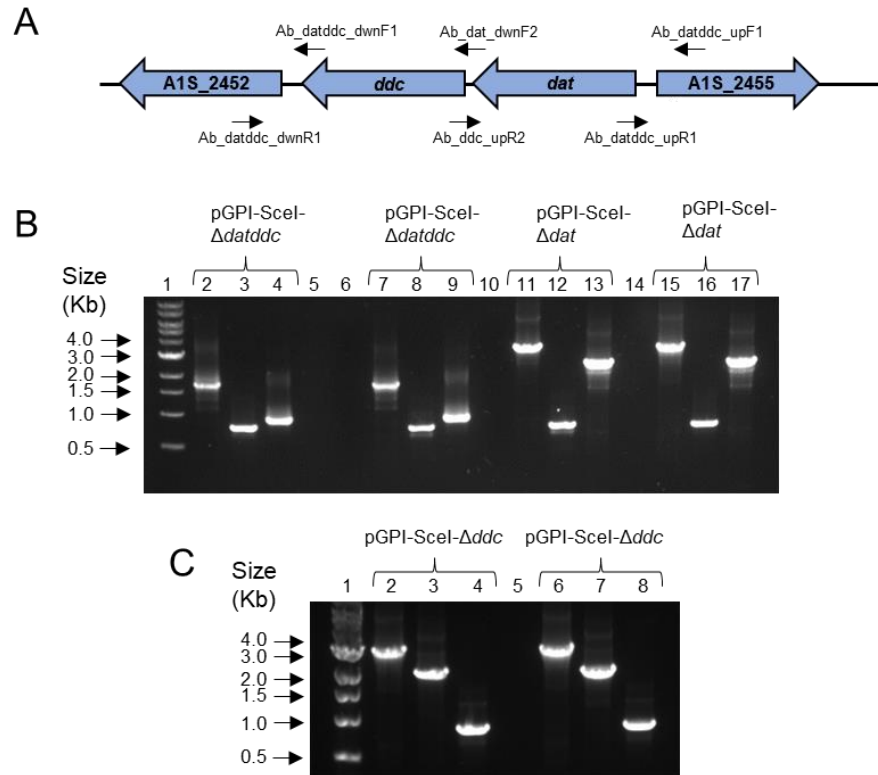 A
Ab_datddc_dwnF1 Ab_dat_dwnF2 Ab_datddc_upF1
A1S_2452 ddc dat A1S_2455
Ab_datddc_dwnR1 Ab_ddc_upR2 Ab_datddc_upR1
B
pGPI-SceI- pGPI-SceI- pGPI-SceI- pGPI-SceI-
Δdatddc Δdatddc Δdat Δdat
Size
(Kb)
1 2 3 4 5 6 7 8 9 10 11 12 13 14 15 16 17
4.0
3.0
2.0
1.5
1.0
0.5
C
pGPI-SceI-Δddc pGPI-SceI-Δddc
Size
(Kb)
1 2 3 4 5 6 7 8
4.0
3.0
2.0
1.5
1.0
0.5